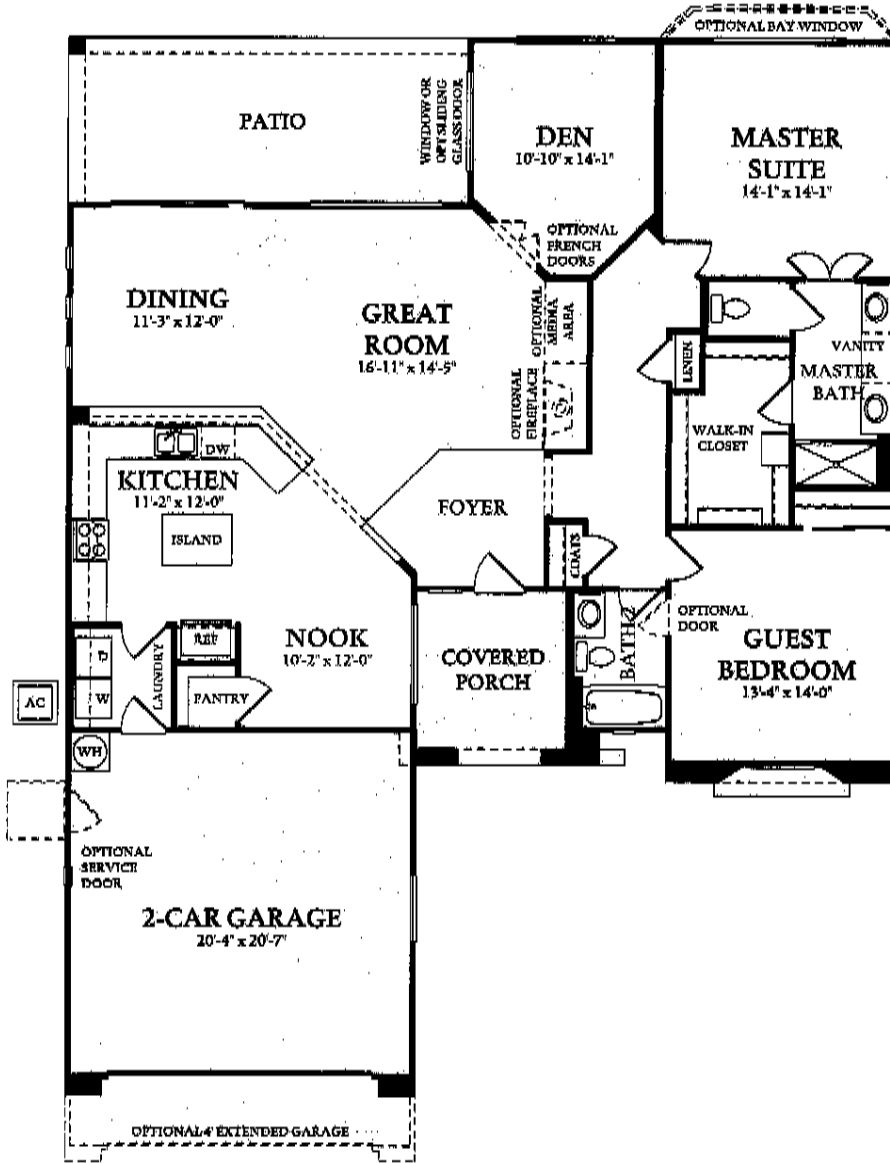 OPTIONAL BAY WINDOW
PATIO
WINDOW OR
OPT SLIDING
GLASS DOOR
DEN
10'-10" x 14'-1"
MASTER
SUITE
14'-1" x 14'-1"
OPTIONAL
FRENCH
DOORS
DINING
11'-3" x 12'-0"
GREAT
ROOM
16'-11" x 14'-5"
OPTIONAL
MEDIA
AREA
OPTIONAL
FIREPLACE
LINEN
VANITY
MASTER
BATH
WALK-IN
CLOSET
DW
KITCHEN
11'-2" x 12'-0"
ISLAND
FOYER
COATS
REF
NOOK
10'-2" x 12'-0"
D
W
LAUNDRY
PANTRY
COVERED
PORCH
BATH 2
OPTIONAL
DOOR
GUEST
BEDROOM
13'-4" x 14'-0"
AC
WH
OPTIONAL
SERVICE
DOOR
2-CAR GARAGE
20'-4" x 20'-7"
OPTIONAL 4' EXTENDED GARAGE